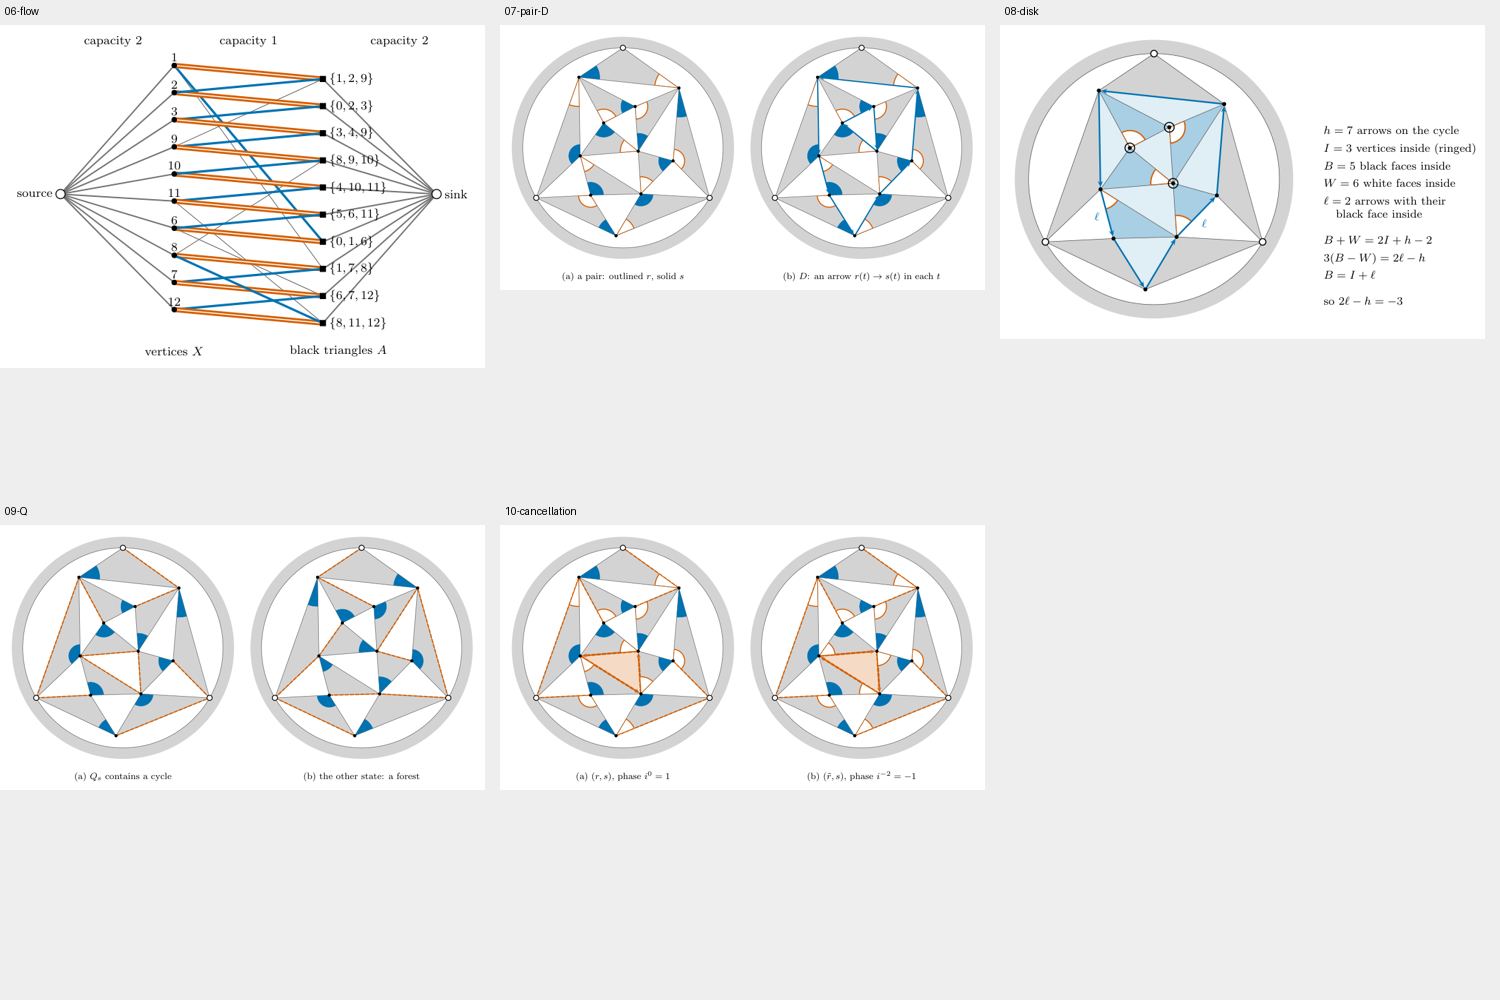 06-flow
capacity 2
capacity 1
capacity 2
1
2
3
9
10
11
6
8
7
12
source
sink
{1, 2, 9}
{0, 2, 3}
{3, 4, 9}
{8, 9, 10}
{4, 10, 11}
{5, 6, 11}
{0, 1, 6}
{1, 7, 8}
{6, 7, 12}
{8, 11, 12}
vertices X
black triangles A
07-pair-D
(a) a pair: outlined r, solid s
(b) D: an arrow r(t) → s(t) in each t
08-disk
ℓ
ℓ
h = 7 arrows on the cycle
I = 3 vertices inside (ringed)
B = 5 black faces inside
W = 6 white faces inside
ℓ = 2 arrows with their
black face inside
B + W = 2I + h − 2
3(B − W) = 2ℓ − h
B = I + ℓ
so 2ℓ − h = −3
09-Q
(a) Qₛ contains a cycle
(b) the other state: a forest
10-cancellation
(a) (r, s), phase i⁰ = 1
(b) (r̂, s), phase i⁻² = −1